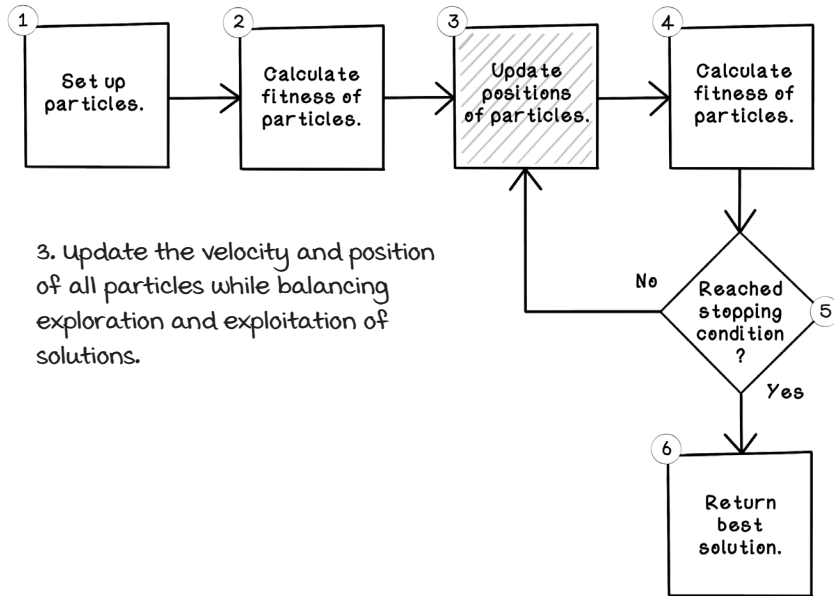 1
Set up
particles.
2
Calculate
fitness of
particles.
3
Update
positions
of particles.
4
Calculate
fitness of
particles.
3. Update the velocity and position
of all particles while balancing
exploration and exploitation of
solutions.
No
Reached
stopping
condition
?
5
Yes
6
Return
best
solution.